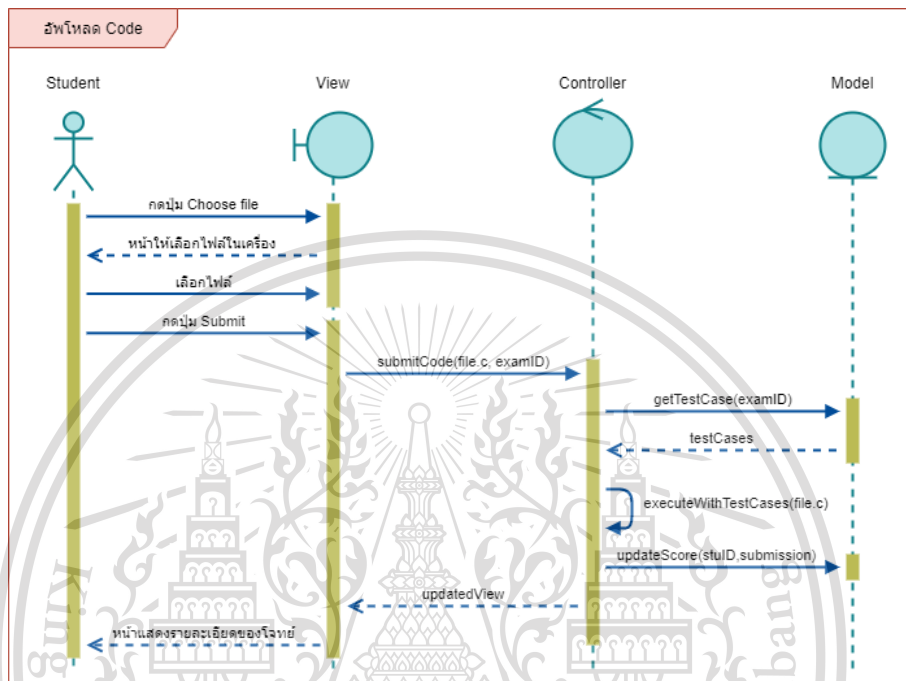 อัพโหลด Code
Student
View
Controller
Model
กดปุ่ม Choose file
หน้าให้เลือกไฟล์ในเครื่อง
เลือกไฟล์
กดปุ่ม Submit
submitCode(file.c, examID)
getTestCase(examID)
testCases
executeWithTestCases(file.c)
updateScore(stuID,submission)
updatedView
หน้าแสดงรายละเอียดของโจทย์
King
bang